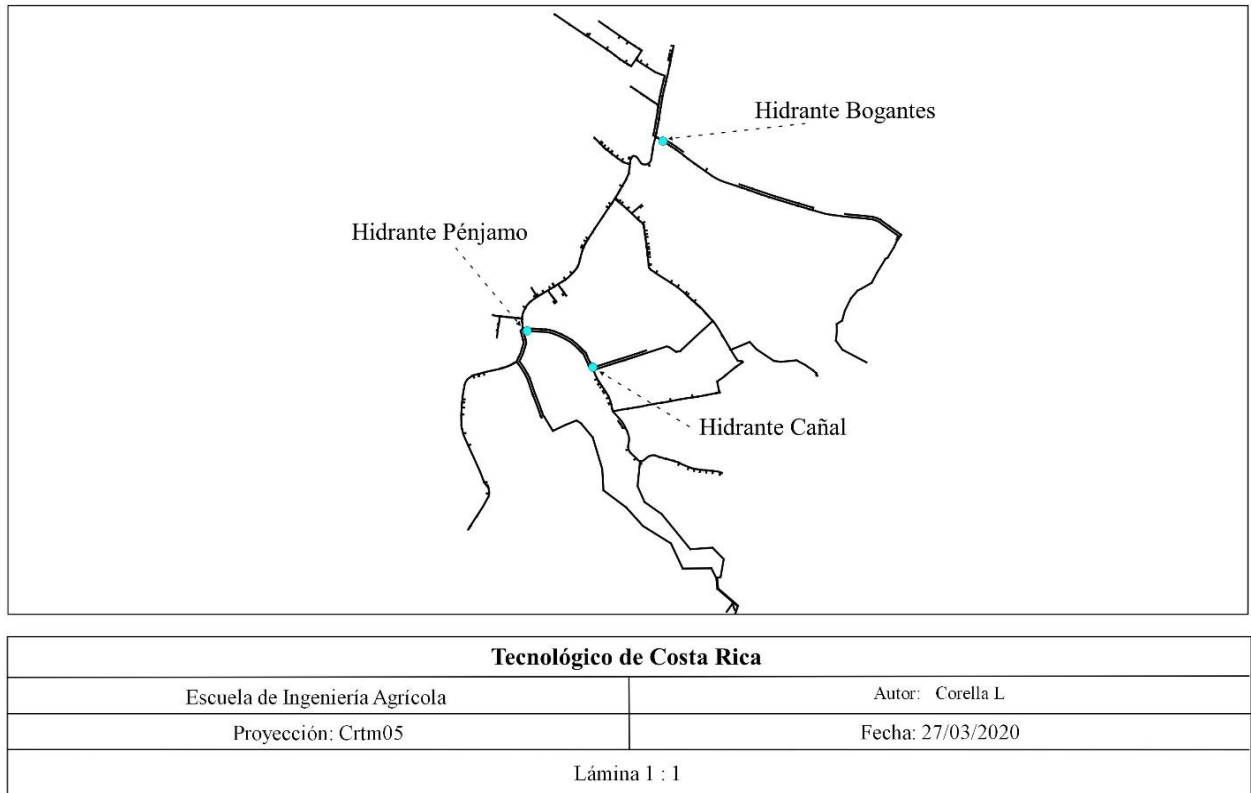 Hidrante Bogantes
Hidrante Pénjamo
Hidrante Cañal
Tecnológico de Costa Rica
Escuela de Ingeniería Agrícola
Autor: Corella L
Proyección: Crtm05
Fecha: 27/03/2020
Lámina 1 : 1